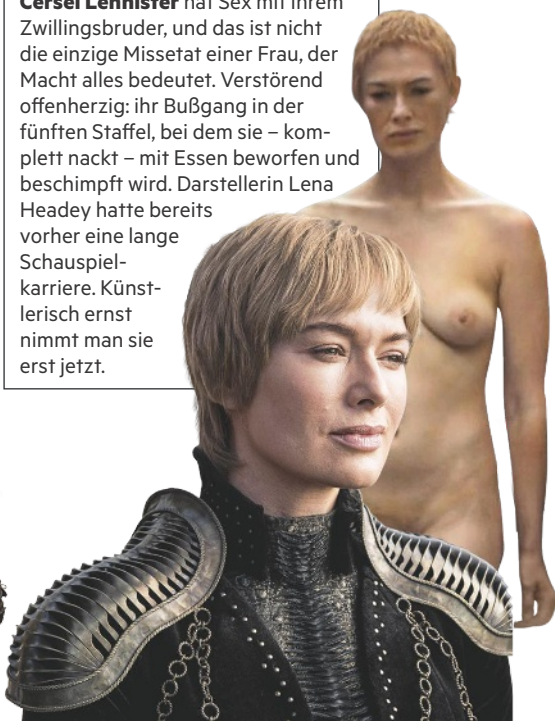 Cersei Lennister hat Sex mit ihrem
Zwillingsbruder, und das ist nicht
die einzige Missetat einer Frau, der
Macht alles bedeutet. Verstörend
offenherzig: ihr Bußgang in der
fünften Staffel, bei dem sie – kom-
plett nackt – mit Essen beworfen und
beschimpft wird. Darstellerin Lena
Headey hatte bereits
vorher eine lange
Schauspiel-
karriere. Künst-
lerisch ernst
nimmt man sie
erst jetzt.